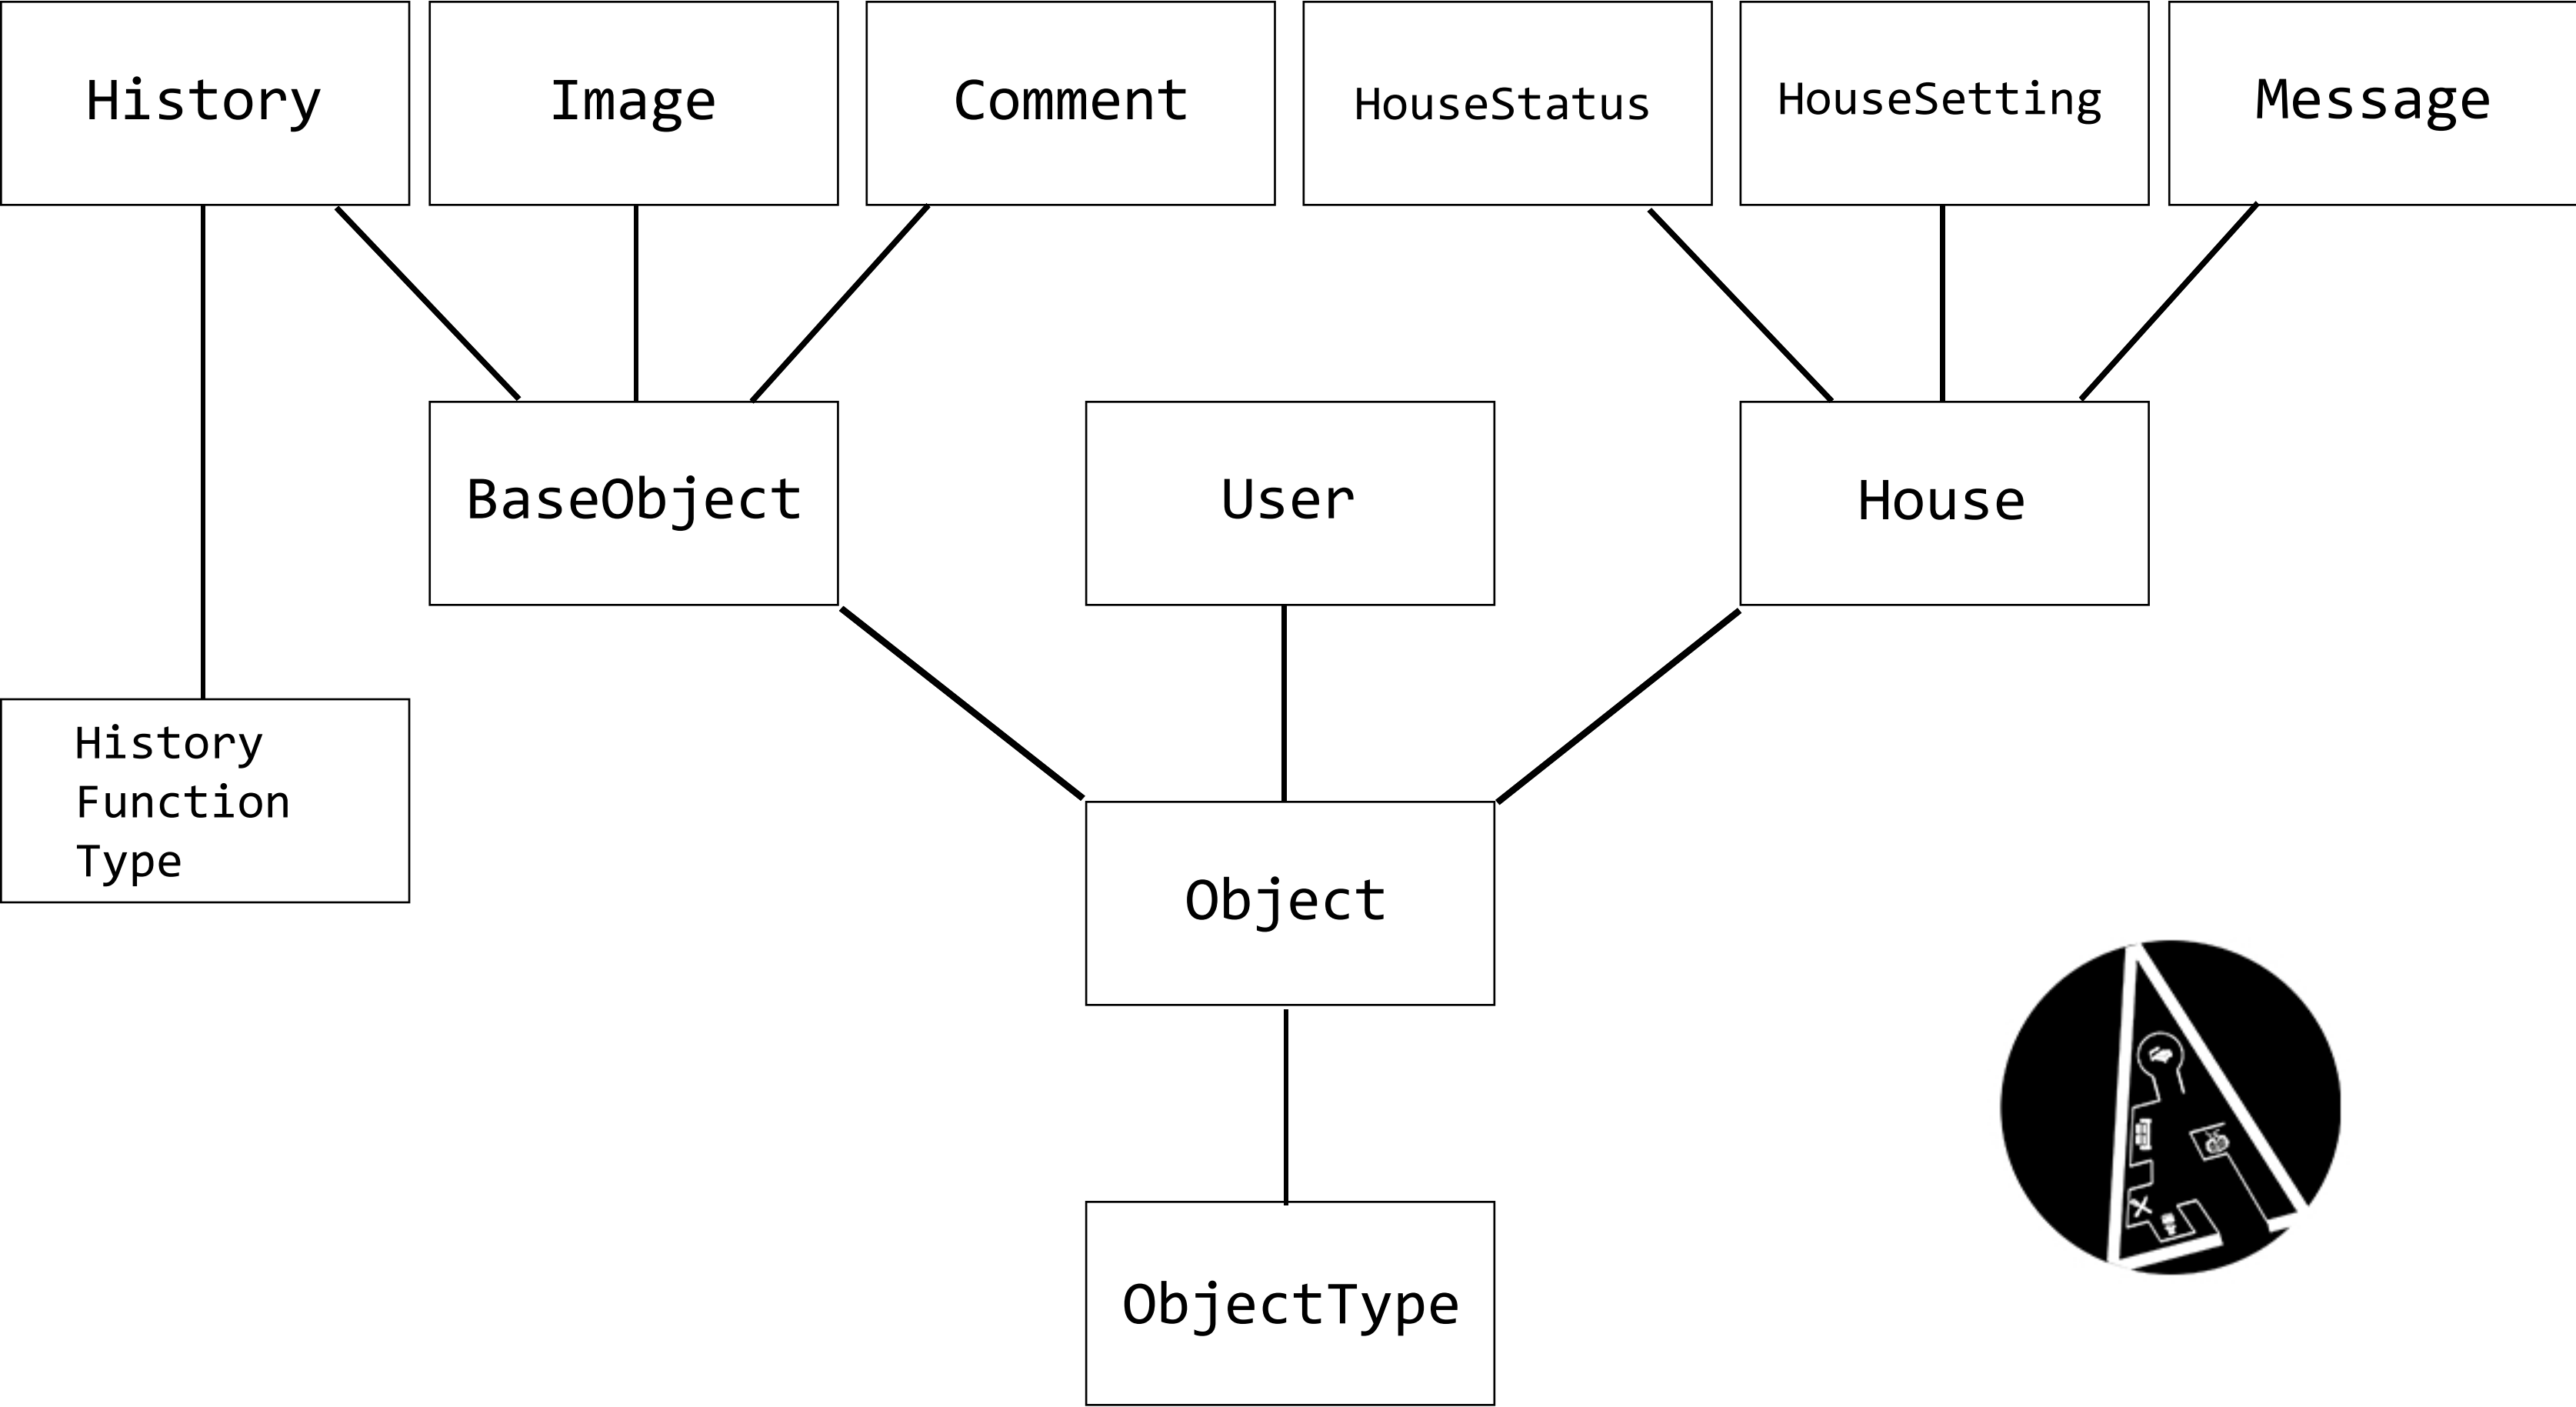 History
Image
Comment
HouseStatus
HouseSetting
Message
BaseObject
User
House
History
Function
Type
Object
ObjectType